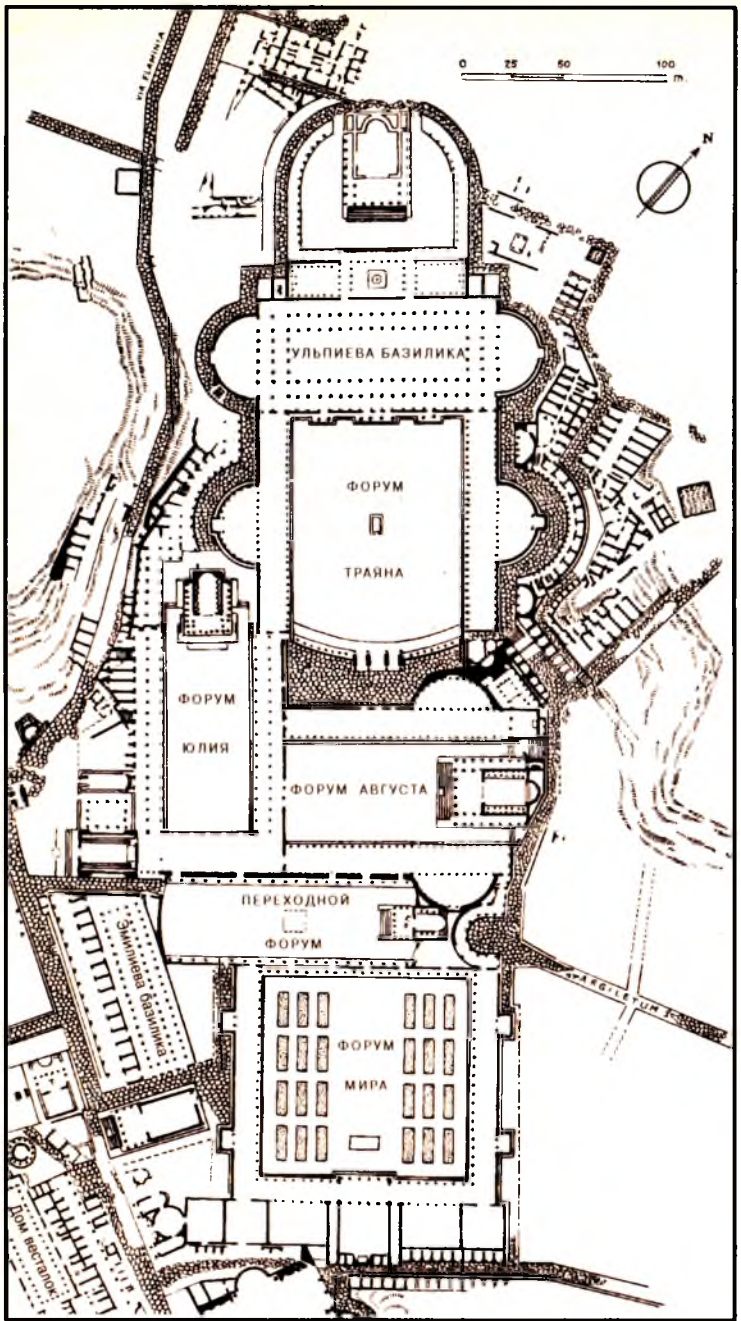 VIA FLAMINIA
0 25 50 100
m.
N
УЛЬПИЕВА БАЗИЛИКА
ФОРУМ
ТРАЯНА
ФОРУМ
ЮЛИЯ
ФОРУМ АВГУСТА
ПЕРЕХОДНОЙ
ФОРУМ
Эмилиева базилика
ARGILETUM
ФОРУМ
МИРА
Дом весталок